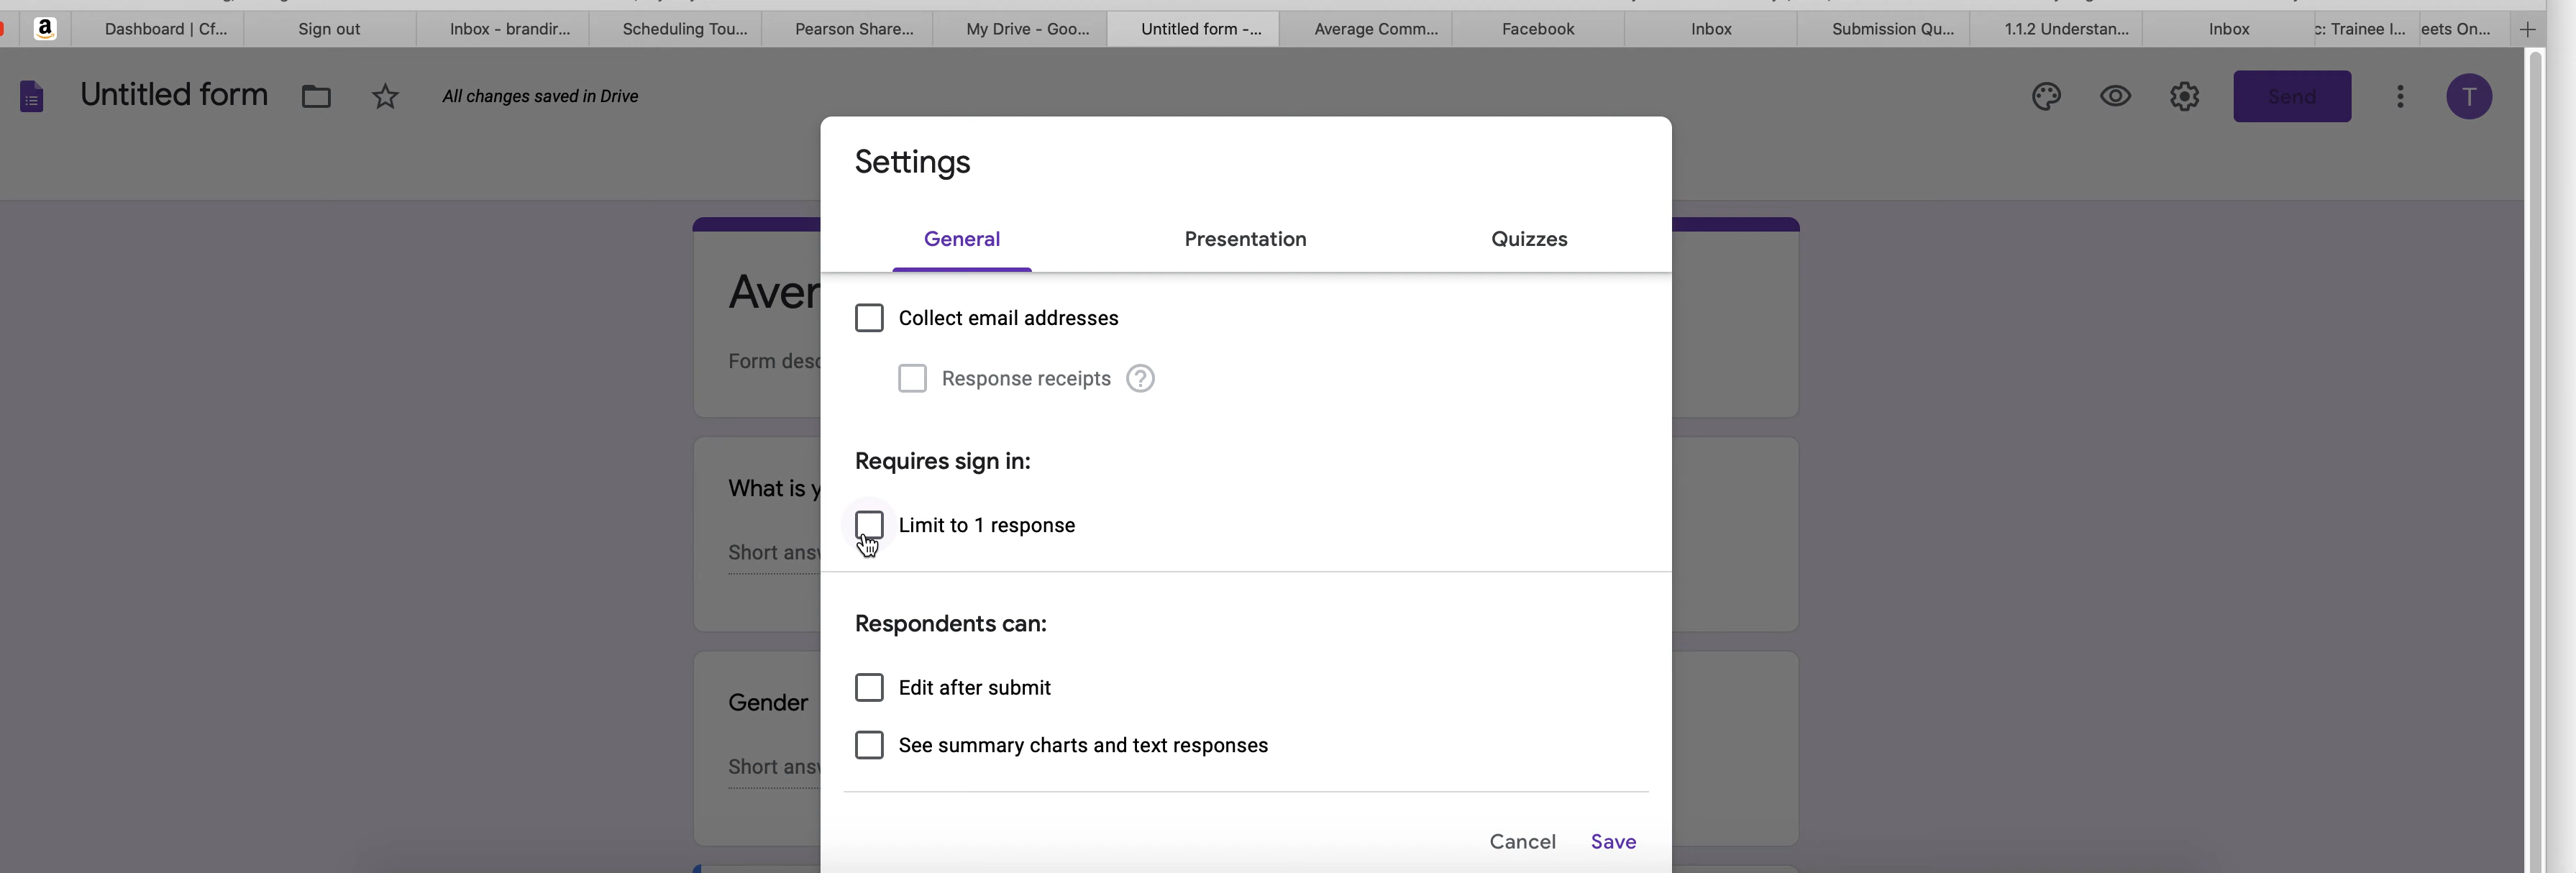 a Dashboard | Cf... Sign out Inbox - brandir... Scheduling Tou... Pearson Share... My Drive - Goo... Untitled form -... Average Comm... Facebook Inbox Submission Qu... 1.1.2 Understan... Inbox c: Trainee I... eets On... +
Untitled form All changes saved in Drive Send T
Settings
General Presentation Quizzes
Aver
Collect email addresses
Form desc
Response receipts ?
Requires sign in:
What is y
Limit to 1 response
Short answ
Respondents can:
Edit after submit
Gender
See summary charts and text responses
Short answ
Cancel Save